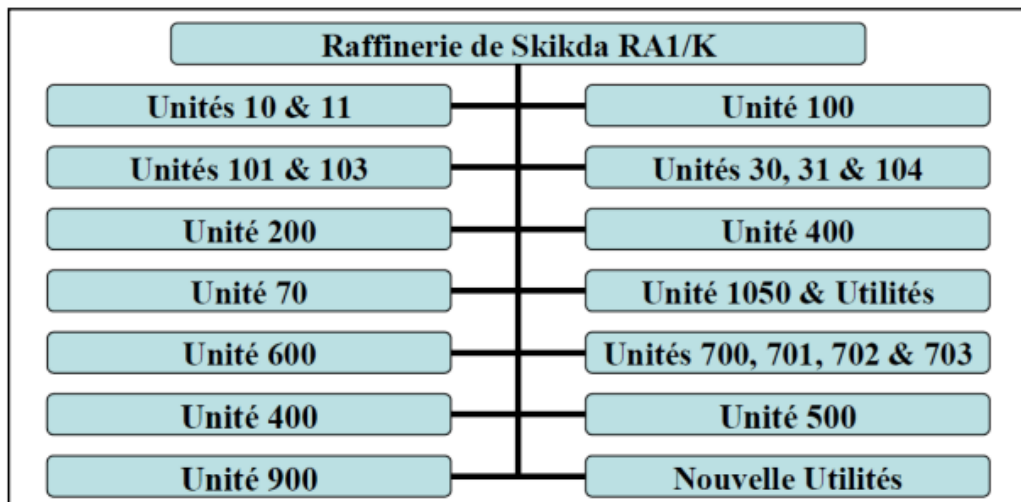 Raffinerie de Skikda RA1/K
Unités 10 & 11
Unité 100
Unités 101 & 103
Unités 30, 31 & 104
Unité 200
Unité 400
Unité 70
Unité 1050 & Utilités
Unité 600
Unités 700, 701, 702 & 703
Unité 400
Unité 500
Unité 900
Nouvelle Utilités